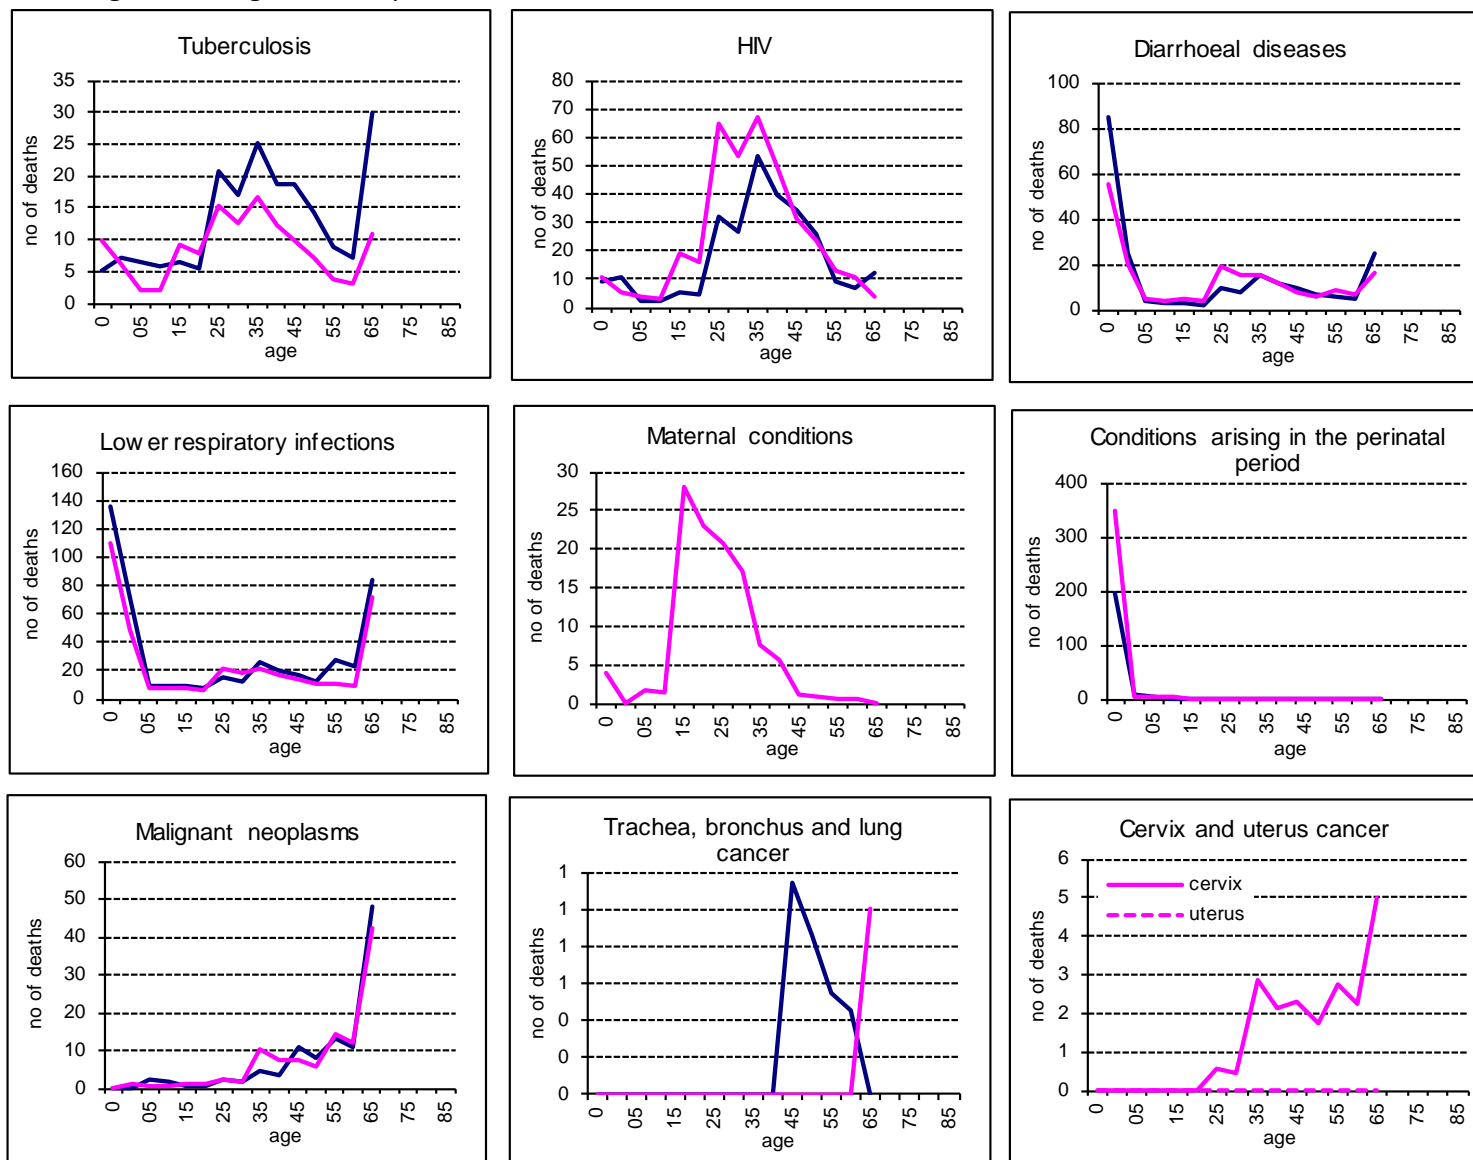 Tuberculosis
35
30
25
20
15
10
5
0
no of deaths
0 05 15 25 35 45 55 65 75 85
age
HIV
80
70
60
50
40
30
20
10
0
no of deaths
0 05 15 25 35 45 55 65 75 85
age
Diarrhoeal diseases
100
80
60
40
20
0
no of deaths
0 05 15 25 35 45 55 65 75 85
age
Lower respiratory infections
160
140
120
100
80
60
40
20
0
no of deaths
0 05 15 25 35 45 55 65 75 85
age
Maternal conditions
30
25
20
15
10
5
0
no of deaths
0 05 15 25 35 45 55 65 75 85
age
Conditions arising in the perinatal
period
400
300
200
100
0
no of deaths
0 05 15 25 35 45 55 65 75 85
age
Malignant neoplasms
60
50
40
30
20
10
0
no of deaths
0 05 15 25 35 45 55 65 75 85
age
Trachea, bronchus and lung
cancer
1
1
1
1
0
0
0
no of deaths
0 05 15 25 35 45 55 65 75 85
age
Cervix and uterus cancer
6
5
4
3
2
1
0
no of deaths
cervix
uterus
0 05 15 25 35 45 55 65 75 85
age